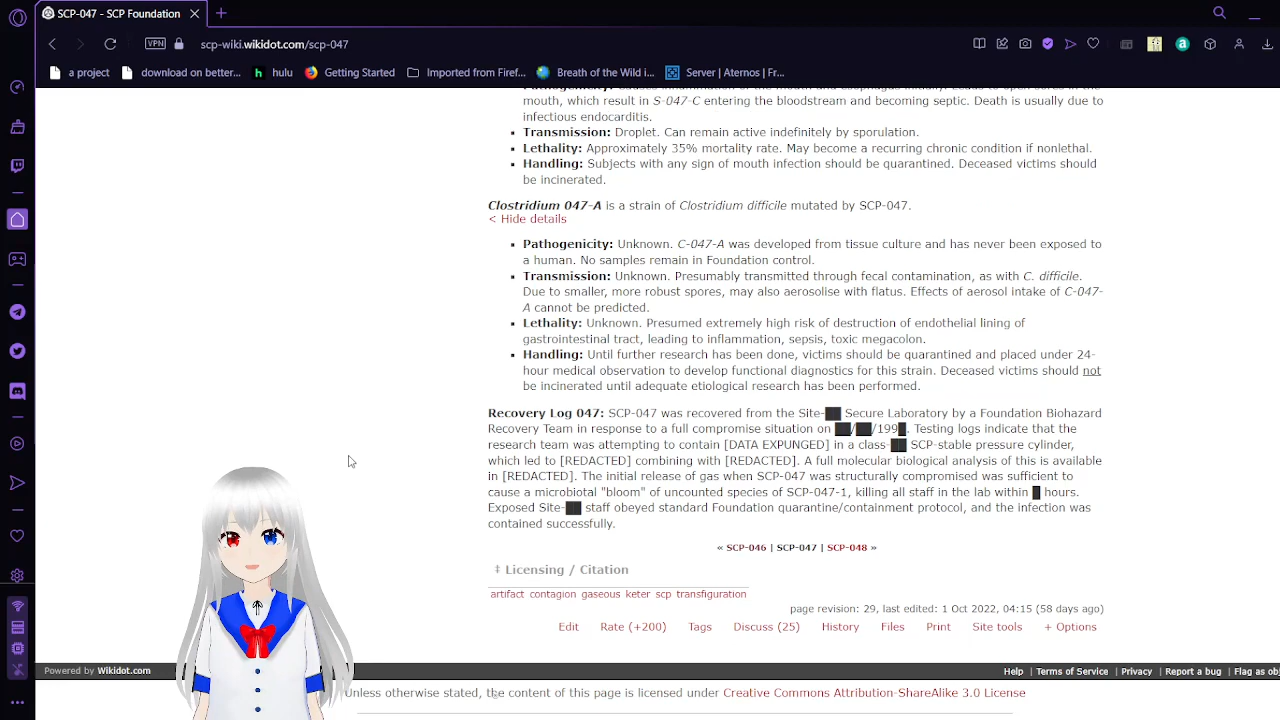 SCP-047 - SCP Foundation
VPN scp-wiki.wikidot.com/scp-047
a project download on better... hulu Getting Started Imported from Firef... Breath of the Wild i... Server | Aternos | Fr...
mouth, which result in S-047-C entering the bloodstream and becoming septic. Death is usually due to
infectious endocarditis.
Transmission: Droplet. Can remain active indefinitely by sporulation.
Lethality: Approximately 35% mortality rate. May become a recurring chronic condition if nonlethal.
Handling: Subjects with any sign of mouth infection should be quarantined. Deceased victims should
be incinerated.
Clostridium 047-A is a strain of Clostridium difficile mutated by SCP-047.
< Hide details
Pathogenicity: Unknown. C-047-A was developed from tissue culture and has never been exposed to
a human. No samples remain in Foundation control.
Transmission: Unknown. Presumably transmitted through fecal contamination, as with C. difficile.
Due to smaller, more robust spores, may also aerosolise with flatus. Effects of aerosol intake of C-047-
A cannot be predicted.
Lethality: Unknown. Presumed extremely high risk of destruction of endothelial lining of
gastrointestinal tract, leading to inflammation, sepsis, toxic megacolon.
Handling: Until further research has been done, victims should be quarantined and placed under 24-
hour medical observation to develop functional diagnostics for this strain. Deceased victims should not
be incinerated until adequate etiological research has been performed.
Recovery Log 047: SCP-047 was recovered from the Site-██ Secure Laboratory by a Foundation Biohazard
Recovery Team in response to a full compromise situation on ██/██/199█. Testing logs indicate that the
research team was attempting to contain [DATA EXPUNGED] in a class-██ SCP-stable pressure cylinder,
which led to [REDACTED] combining with [REDACTED]. A full molecular biological analysis of this is available
in [REDACTED]. The initial release of gas when SCP-047 was structurally compromised was sufficient to
cause a microbiotal "bloom" of uncounted species of SCP-047-1, killing all staff in the lab within █ hours.
Exposed Site-██ staff obeyed standard Foundation quarantine/containment protocol, and the infection was
contained successfully.
« SCP-046 | SCP-047 | SCP-048 »
‡ Licensing / Citation
artifact contagion gaseous keter scp transfiguration
page revision: 29, last edited: 1 Oct 2022, 04:15 (58 days ago)
Edit Rate (+200) Tags Discuss (25) History Files Print Site tools + Options
Powered by Wikidot.com Help | Terms of Service | Privacy | Report a bug | Flag as obj
Unless otherwise stated, the content of this page is licensed under Creative Commons Attribution-ShareAlike 3.0 License